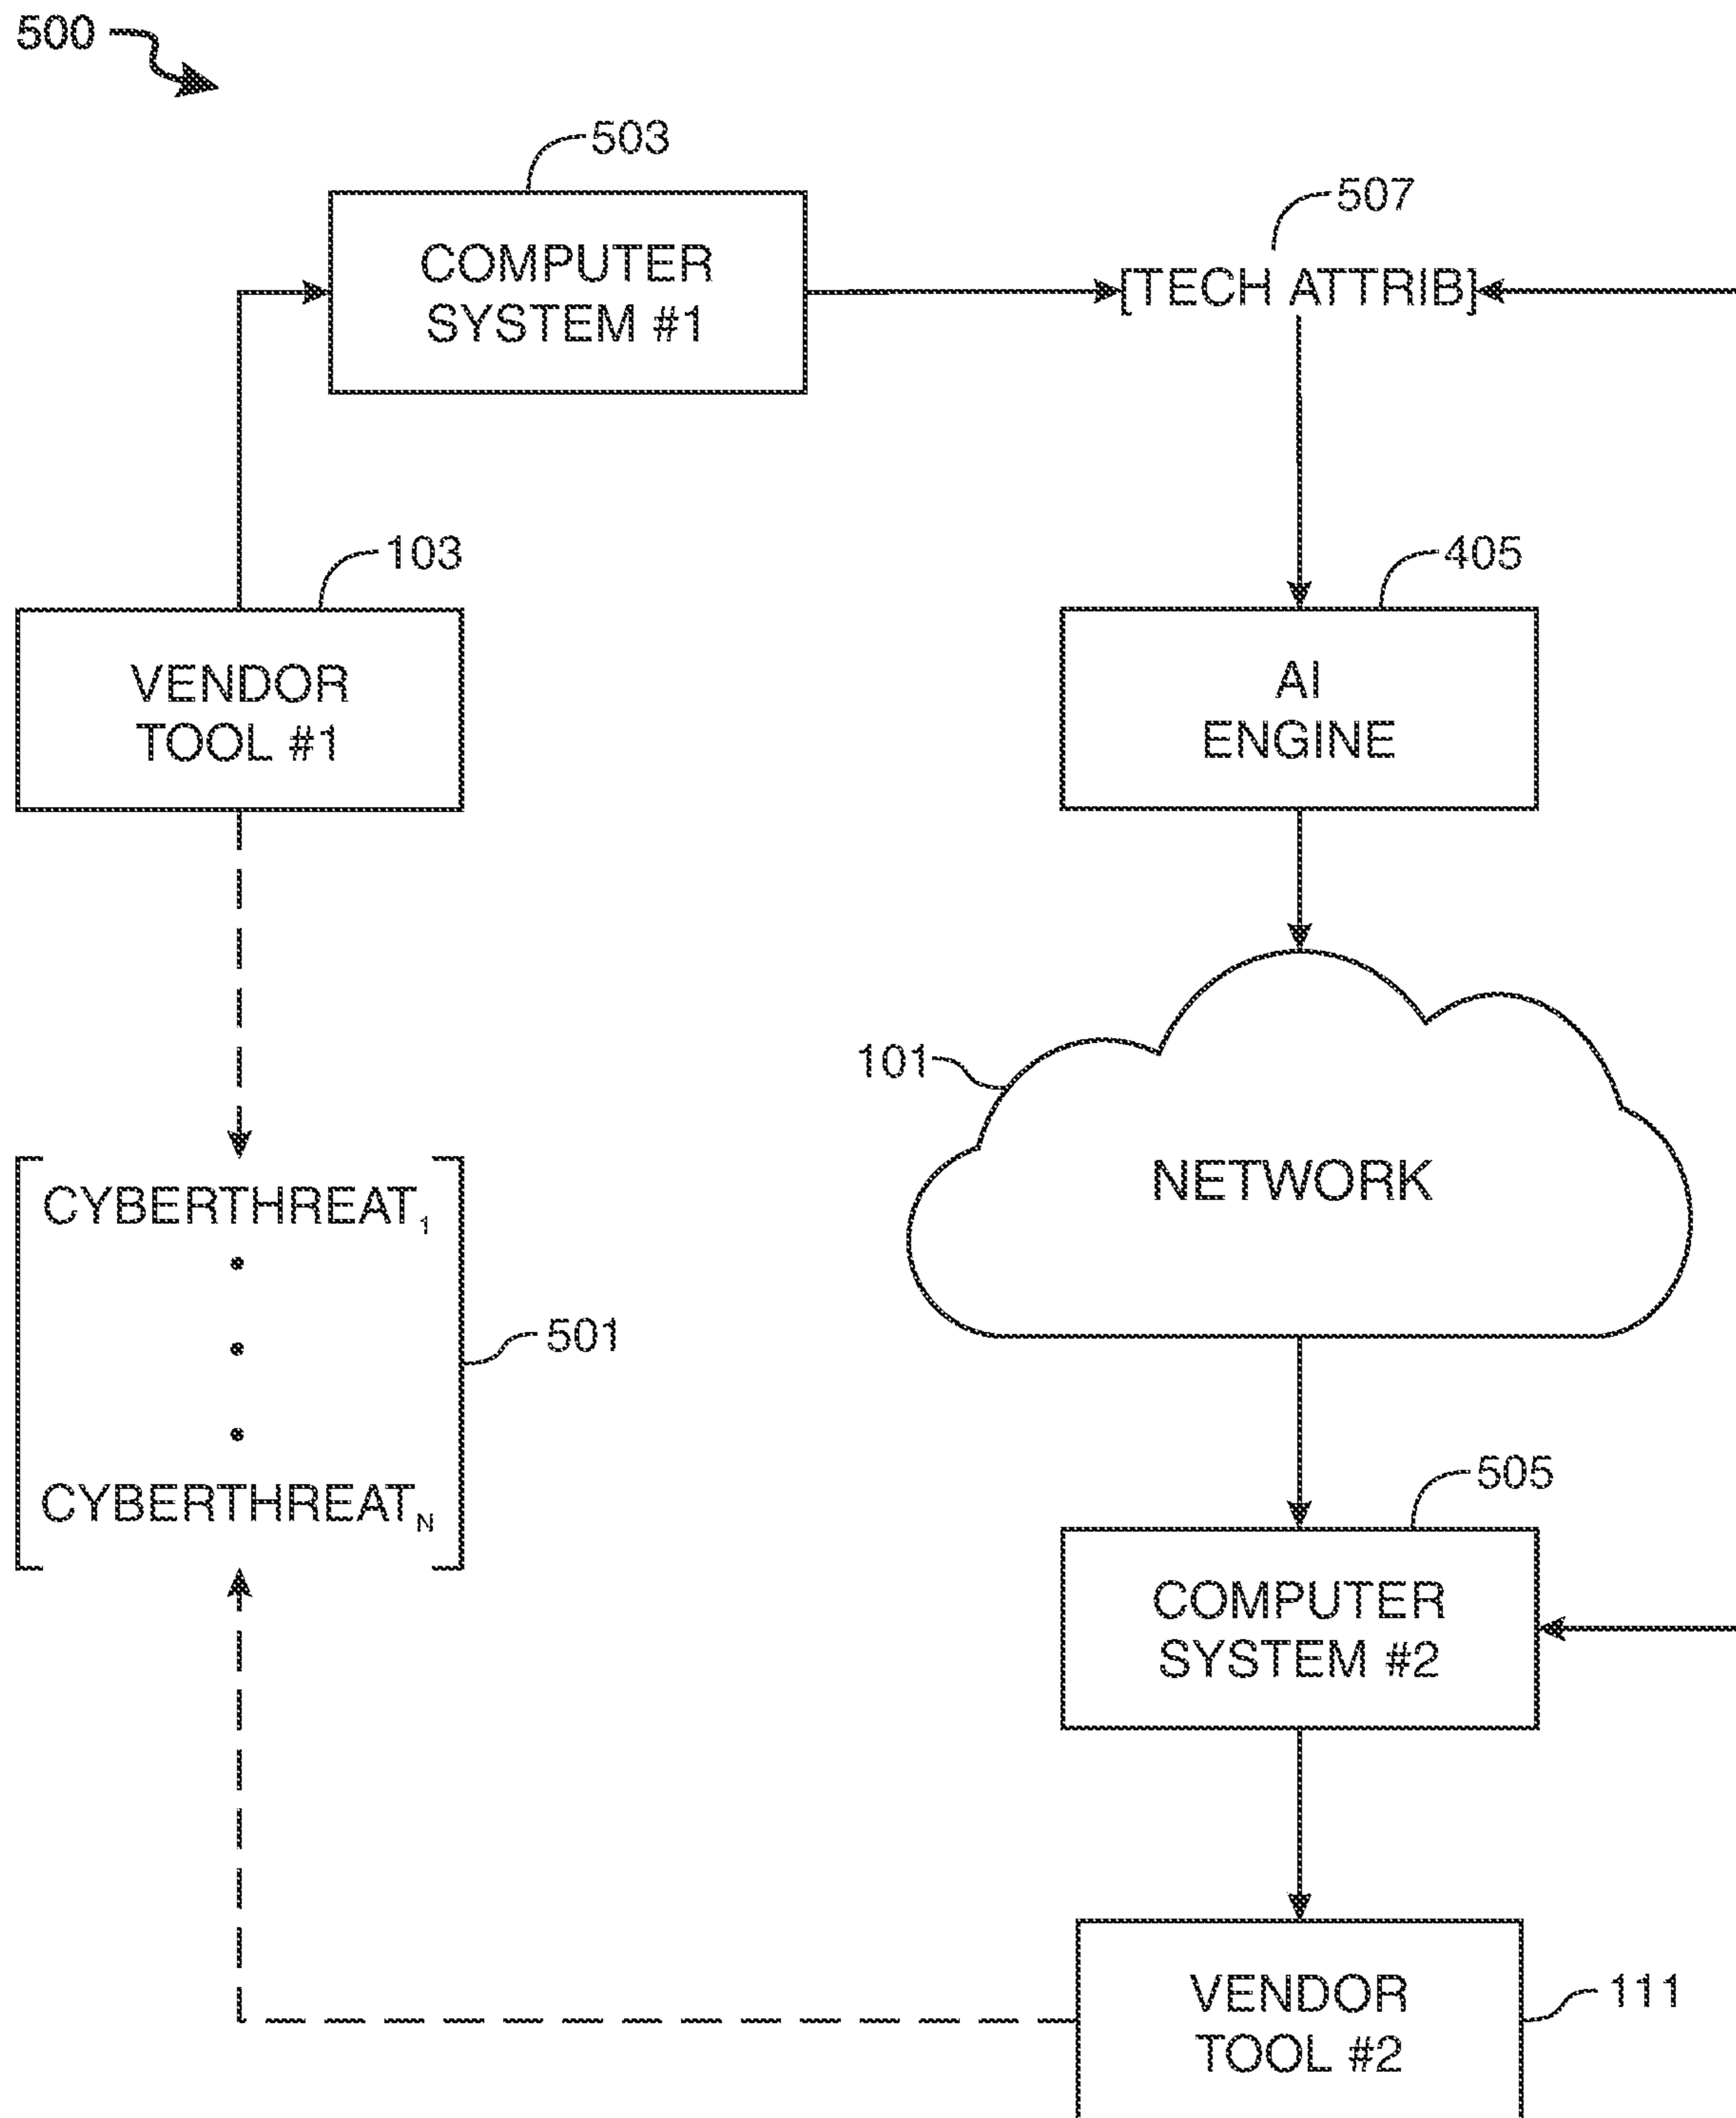 500
503
COMPUTER
SYSTEM #1
507
[TECH ATTRIB]
103
VENDOR
TOOL #1
405
AI
ENGINE
101
NETWORK
CYBERTHREAT₁
501
CYBERTHREATN
505
COMPUTER
SYSTEM #2
VENDOR
TOOL #2
111